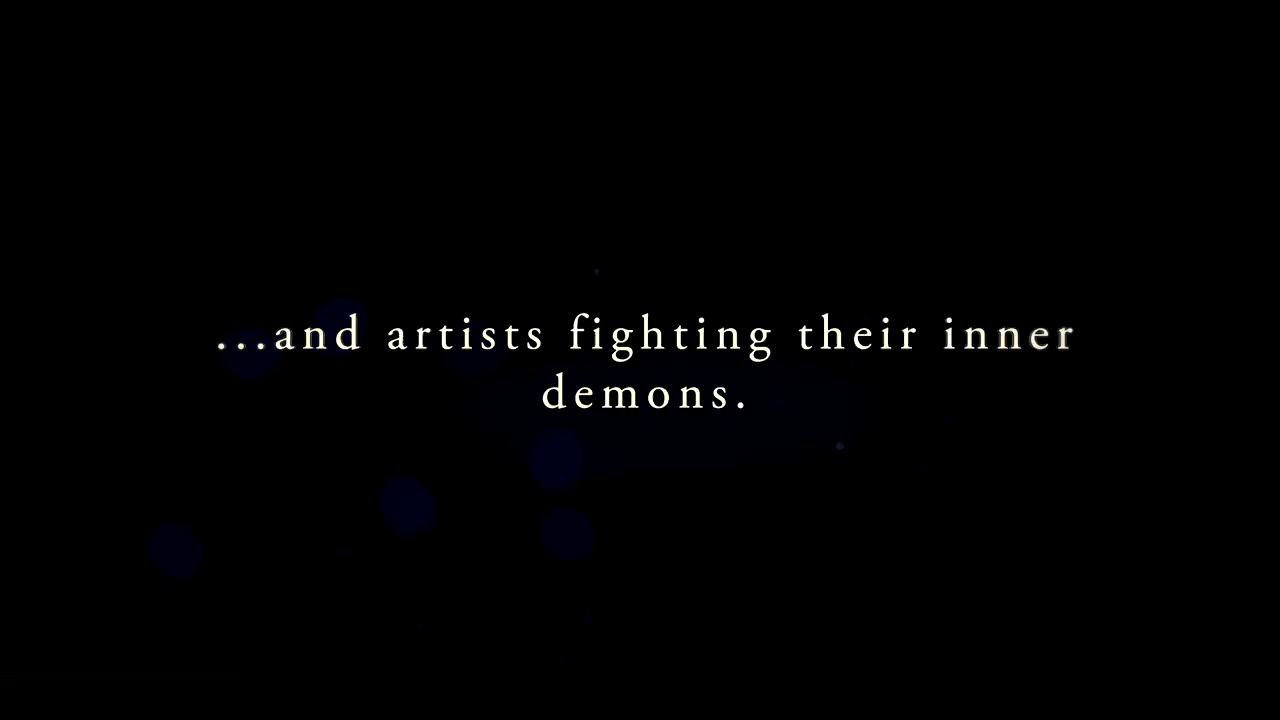 ...and artists fighting their inner
demons.